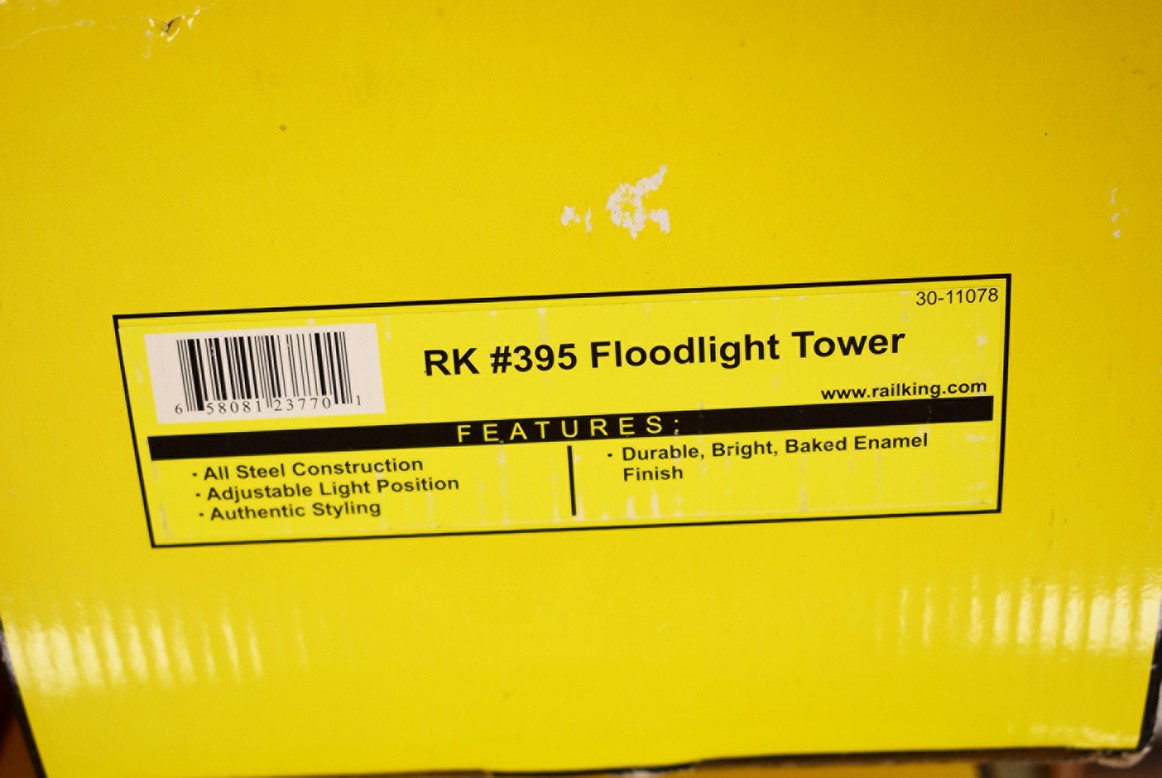 30-11078
RK #395 Floodlight Tower
6 58081 23770 1
www.railking.com
FEATURES:
· All Steel Construction
· Adjustable Light Position
· Authentic Styling
· Durable, Bright, Baked Enamel
Finish